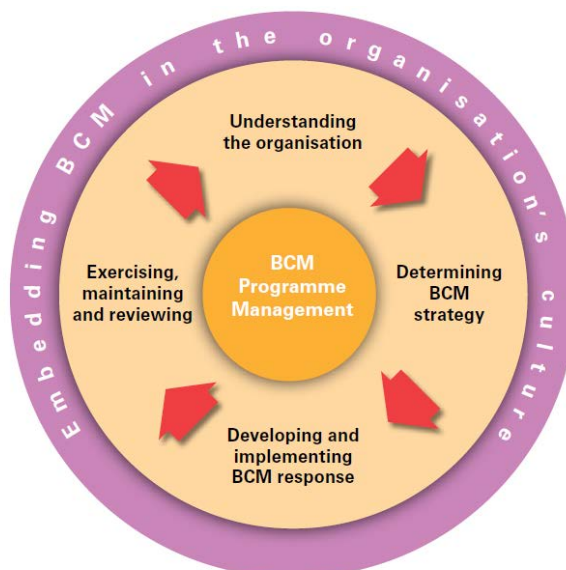 Embedding BCM in the organisation's culture
Understanding
the organisation
Exercising,
maintaining
and reviewing
BCM
Programme
Management
Determining
BCM
strategy
Developing and
implementing
BCM response